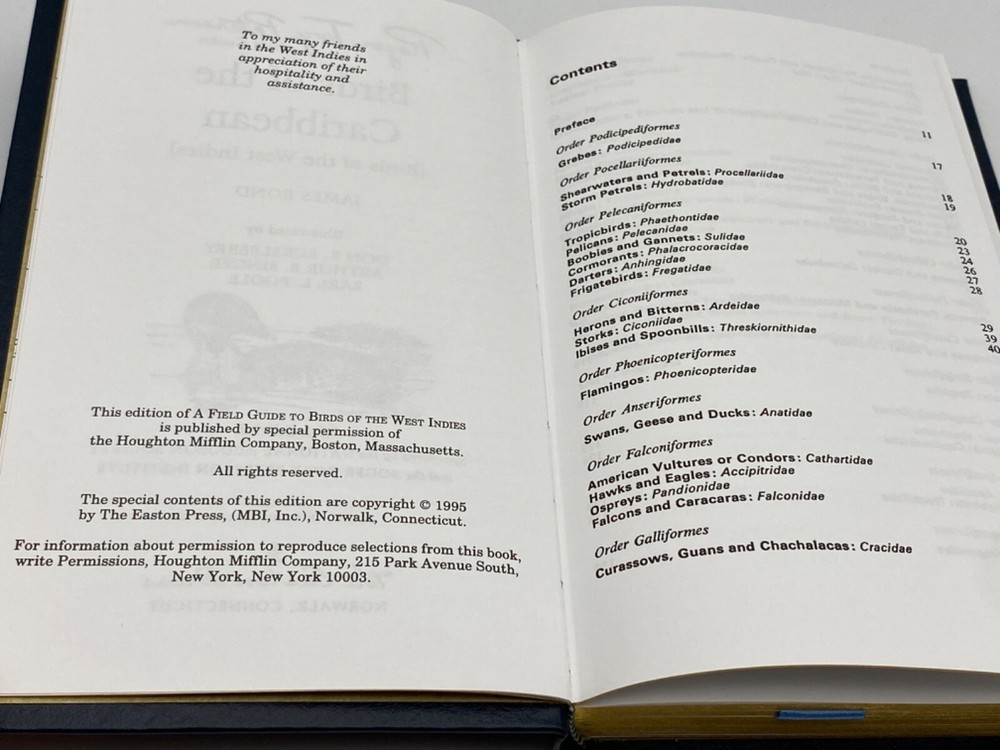 To my many friends
in the West Indies in
appreciation of their
hospitality and
assistance.
This edition of A FIELD GUIDE TO BIRDS OF THE WEST INDIES
is published by special permission of
the Houghton Mifflin Company, Boston, Massachusetts.
All rights reserved.
The special contents of this edition are copyright © 1995
by The Easton Press, (MBI, Inc.), Norwalk, Connecticut.
For information about permission to reproduce selections from this book,
write Permissions, Houghton Mifflin Company, 215 Park Avenue South,
New York, New York 10003.
Contents
Preface 11
Order Podicipediformes
Grebes: Podicipedidae 17
Order Pocellariiformes
Shearwaters and Petrels: Procellariidae 18
Storm Petrels: Hydrobatidae 19
Order Pelecaniformes
Tropicbirds: Phaethontidae 20
Pelicans: Pelecanidae 23
Boobies and Gannets: Sulidae 24
Cormorants: Phalacrocoracidae 26
Darters: Anhingidae 27
Frigatebirds: Fregatidae 28
Order Ciconiiformes
Herons and Bitterns: Ardeidae 29
Storks: Ciconiidae 39
Ibises and Spoonbills: Threskiornithidae 40
Order Phoenicopteriformes
Flamingos: Phoenicopteridae
Order Anseriformes
Swans, Geese and Ducks: Anatidae
Order Falconiformes
American Vultures or Condors: Cathartidae
Hawks and Eagles: Accipitridae
Ospreys: Pandionidae
Falcons and Caracaras: Falconidae
Order Galliformes
Curassows, Guans and Chachalacas: Cracidae